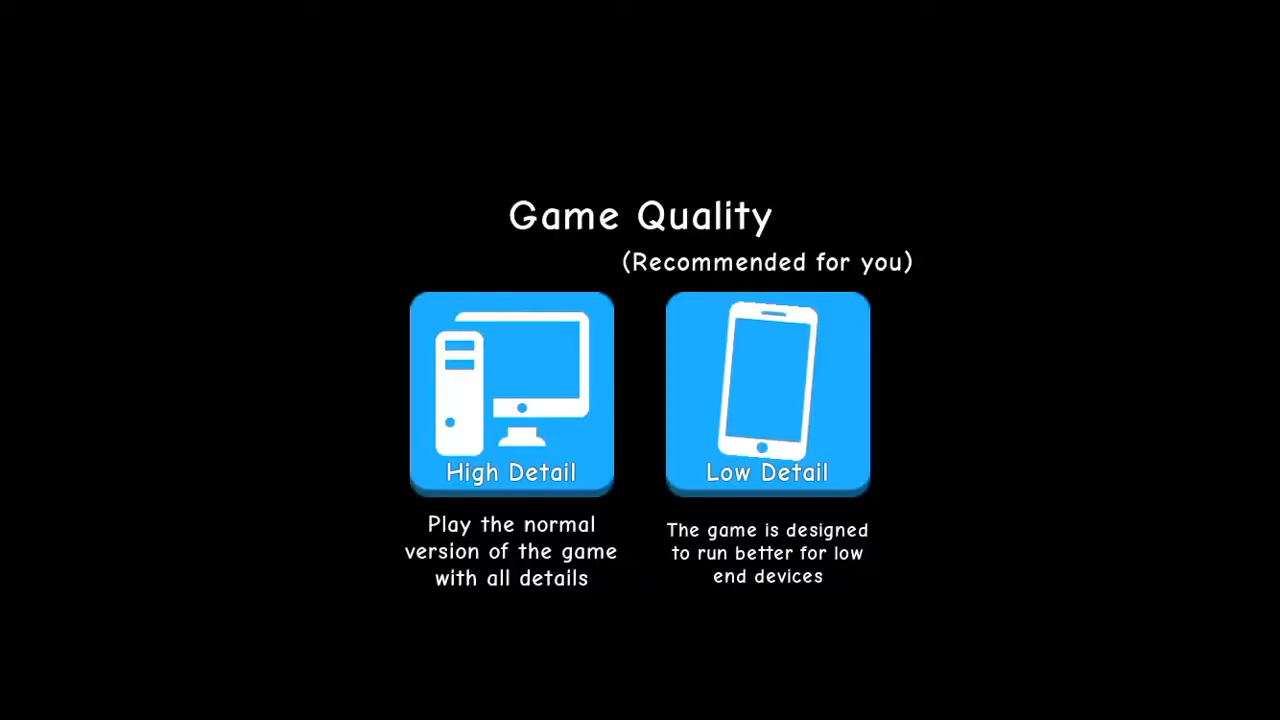 Game Quality
(Recommended for you)
High Detail
Play the normal
version of the game
with all details
Low Detail
The game is designed
to run better for low
end devices